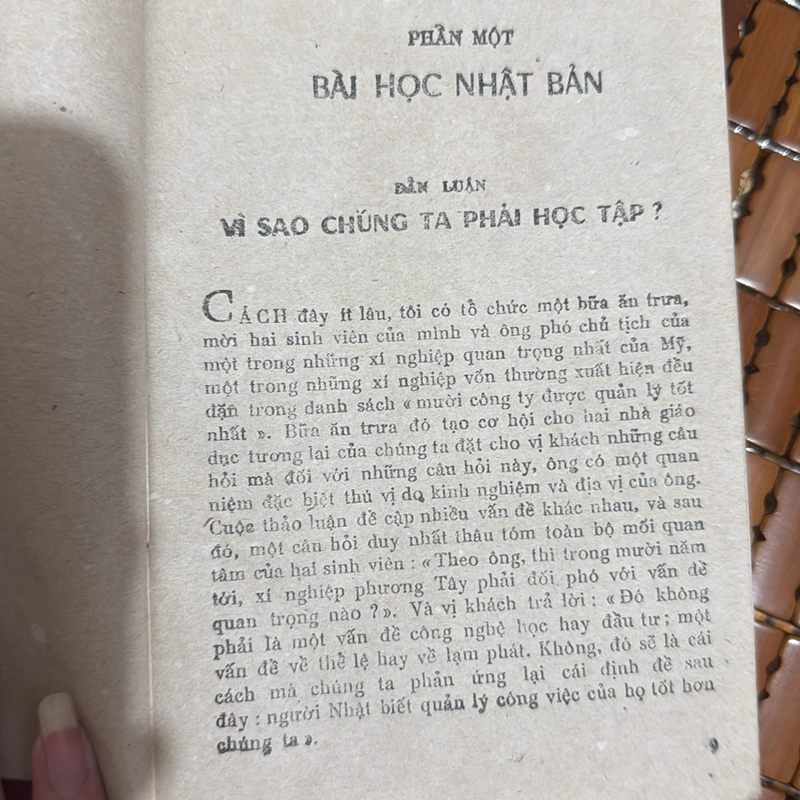 PHẦN MỘT
BÀI HỌC NHẬT BẢN
DẪN LUẬN
VÌ SAO CHÚNG TA PHẢI HỌC TẬP ?
CÁCH đây ít lâu, tôi có tổ chức một bữa ăn trưa,
mời hai sinh viên của mình và ông phó chủ tịch của
một trong những xí nghiệp quan trọng nhất của Mỹ,
một trong những xí nghiệp vốn thường xuất hiện đều
đặn trong danh sách « mười công ty được quản lý tốt
nhất ». Bữa ăn trưa đó tạo cơ hội cho hai nhà giáo
dục tương lai của chúng ta đặt cho vị khách những câu
hỏi mà đối với những câu hỏi này, ông có một quan
niệm đặc biệt thú vị do kinh nghiệm và địa vị của ông.
Cuộc thảo luận đề cập nhiều vấn đề khác nhau, và sau
đó, một câu hỏi duy nhất thâu tóm toàn bộ mối quan
tâm của hai sinh viên : «Theo ông, thì trong mười năm
tới, xí nghiệp phương Tây phải đối phó với vấn đề
quan trọng nào ?». Và vị khách trả lời : «Đó không
phải là một vấn đề công nghệ học hay đầu tư ; một
vấn đề về thể lệ hay về lạm phát. Không, đó sẽ là cái
cách mà chúng ta phản ứng lại cái định đề sau
đây : người Nhật biết quản lý công việc của họ tốt hơn
chúng ta ».
9